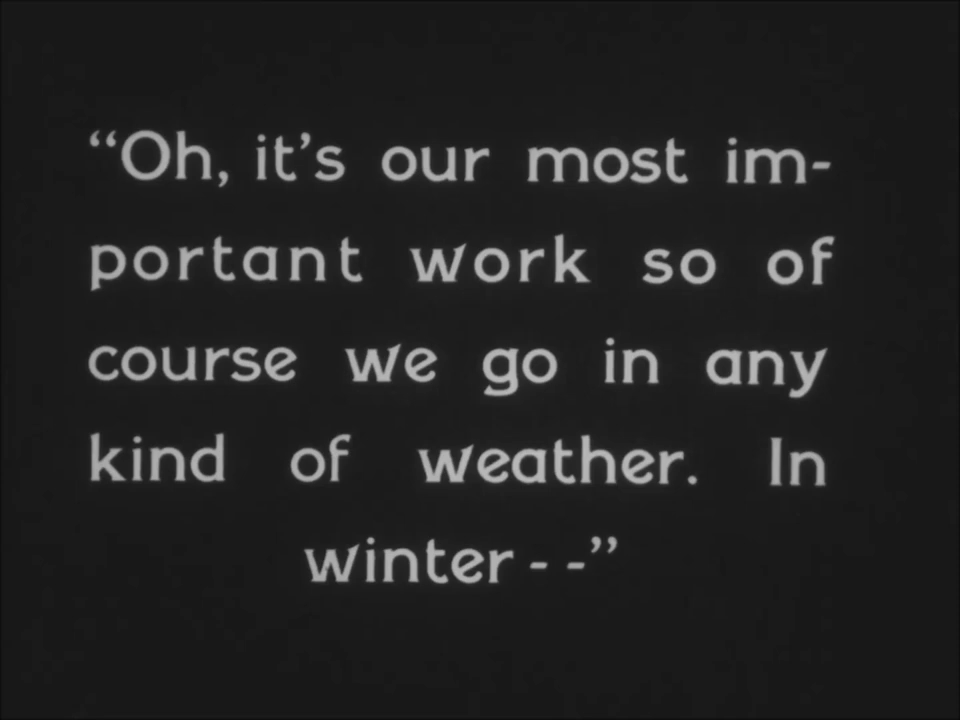 “Oh, it’s our most im-
portant work so of
course we go in any
kind of weather. In
winter - -”